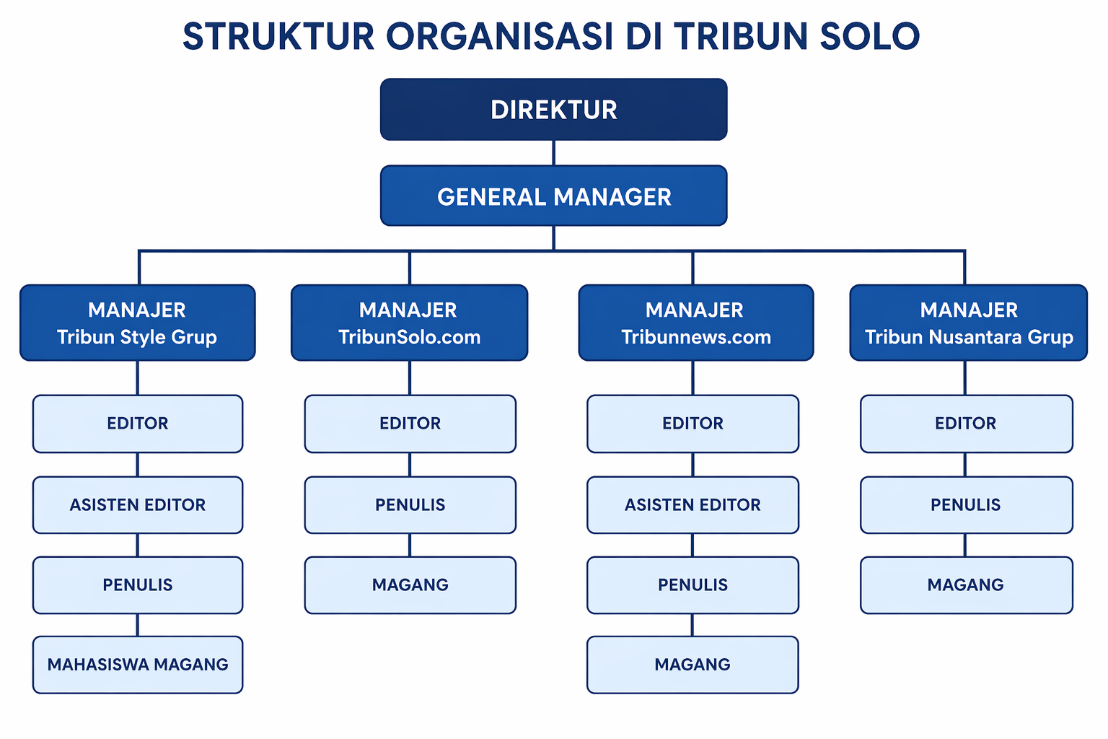 STRUKTUR ORGANISASI DI TRIBUN SOLO
DIREKTUR
GENERAL MANAGER
MANAJER
Tribun Style Grup
EDITOR
ASISTEN EDITOR
PENULIS
MAHASISWA MAGANG
MANAJER
TribunSolo.com
EDITOR
PENULIS
MAGANG
MANAJER
Tribunnews.com
EDITOR
ASISTEN EDITOR
PENULIS
MAGANG
MANAJER
Tribun Nusantara Grup
EDITOR
PENULIS
MAGANG